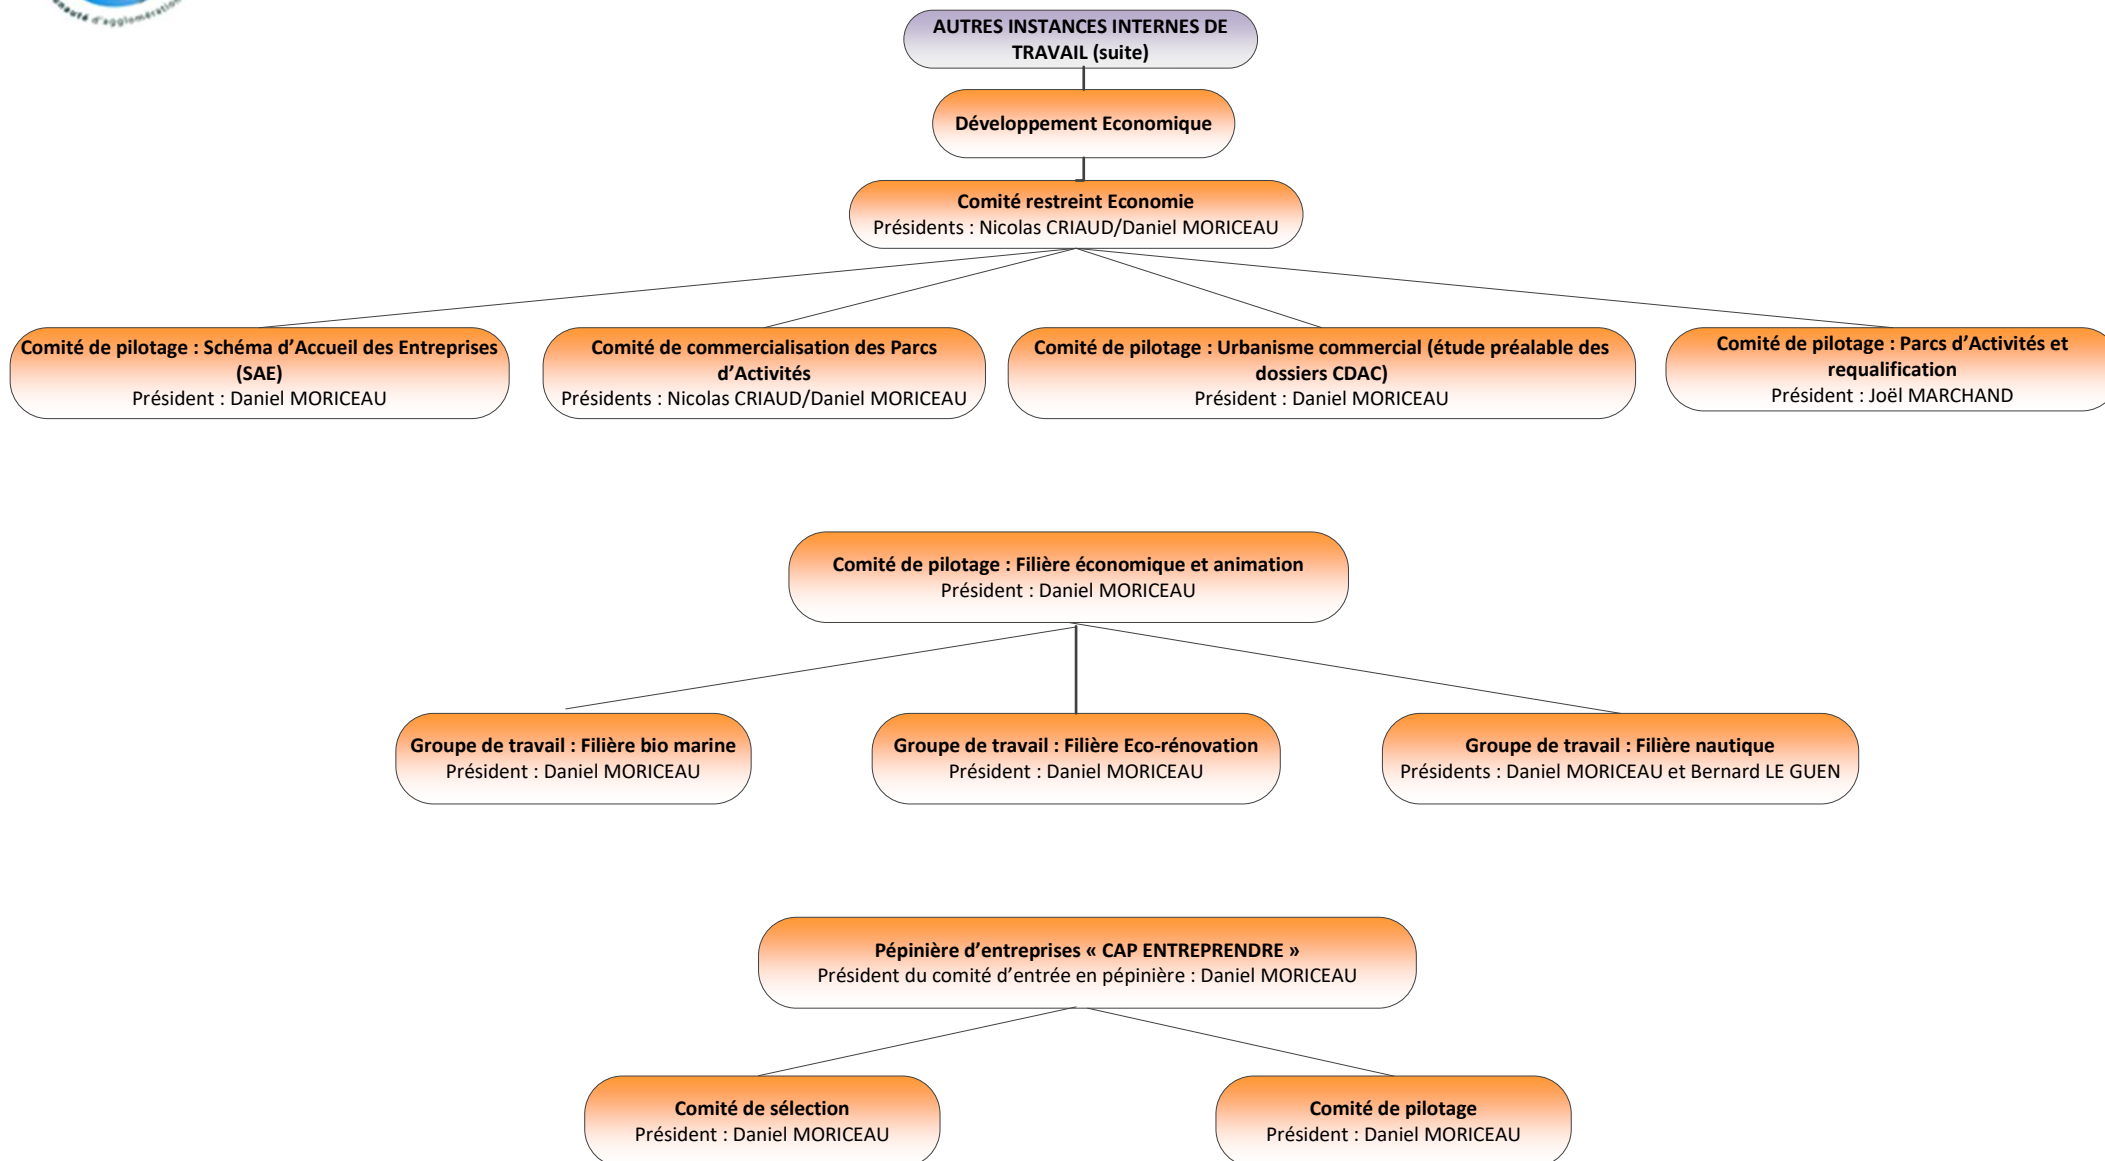 d'agglomération
AUTRES INSTANCES INTERNES DE
TRAVAIL (suite)
Développement Economique
Comité restreint Economie
Présidents : Nicolas CRIAUD/Daniel MORICEAU
Comité de pilotage : Schéma d’Accueil des Entreprises
(SAE)
Président : Daniel MORICEAU
Comité de commercialisation des Parcs
d’Activités
Présidents : Nicolas CRIAUD/Daniel MORICEAU
Comité de pilotage : Urbanisme commercial (étude préalable des
dossiers CDAC)
Président : Daniel MORICEAU
Comité de pilotage : Parcs d’Activités et
requalification
Président : Joël MARCHAND
Comité de pilotage : Filière économique et animation
Président : Daniel MORICEAU
Groupe de travail : Filière bio marine
Président : Daniel MORICEAU
Groupe de travail : Filière Eco-rénovation
Président : Daniel MORICEAU
Groupe de travail : Filière nautique
Présidents : Daniel MORICEAU et Bernard LE GUEN
Pépinière d’entreprises « CAP ENTREPRENDRE »
Président du comité d’entrée en pépinière : Daniel MORICEAU
Comité de sélection
Président : Daniel MORICEAU
Comité de pilotage
Président : Daniel MORICEAU